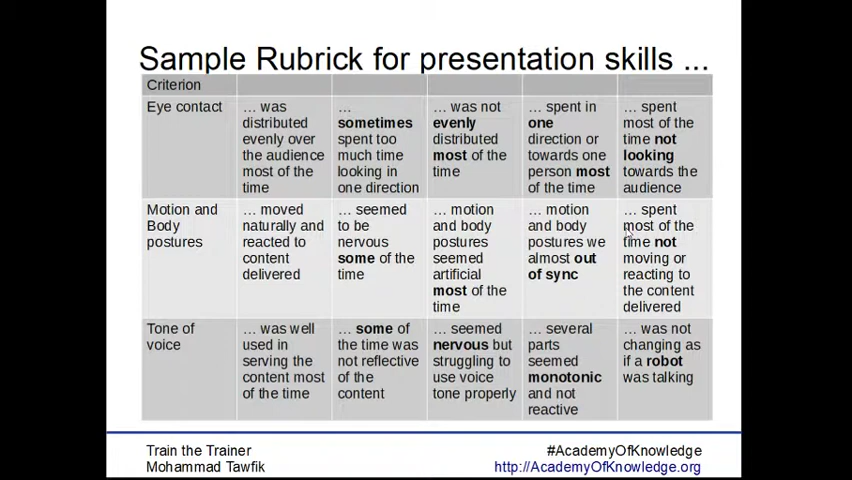 Sample Rubrick for presentation skills ...
Criterion
Eye contact
... was
distributed
evenly over
the audience
most of the
time
...
sometimes
spent too
much time
looking in
one direction
... was not
evenly
distributed
most of the
time
... spent in
one
direction or
towards one
person most
of the time
... spent
most of the
time not
looking
towards the
audience
Motion and
Body
postures
... moved
naturally and
reacted to
content
delivered
... seemed
to be
nervous
some of the
time
... motion
and body
postures
seemed
artificial
most of the
time
... motion
and body
postures we
almost out
of sync
... spent
most of the
time not
moving or
reacting to
the content
delivered
Tone of
voice
... was well
used in
serving the
content most
of the time
... some of
the time was
not reflective
of the
content
... seemed
nervous but
struggling to
use voice
tone properly
... several
parts
seemed
monotonic
and not
reactive
... was not
changing as
if a robot
was talking
Train the Trainer
Mohammad Tawfik
#AcademyOfKnowledge
http://AcademyOfKnowledge.org